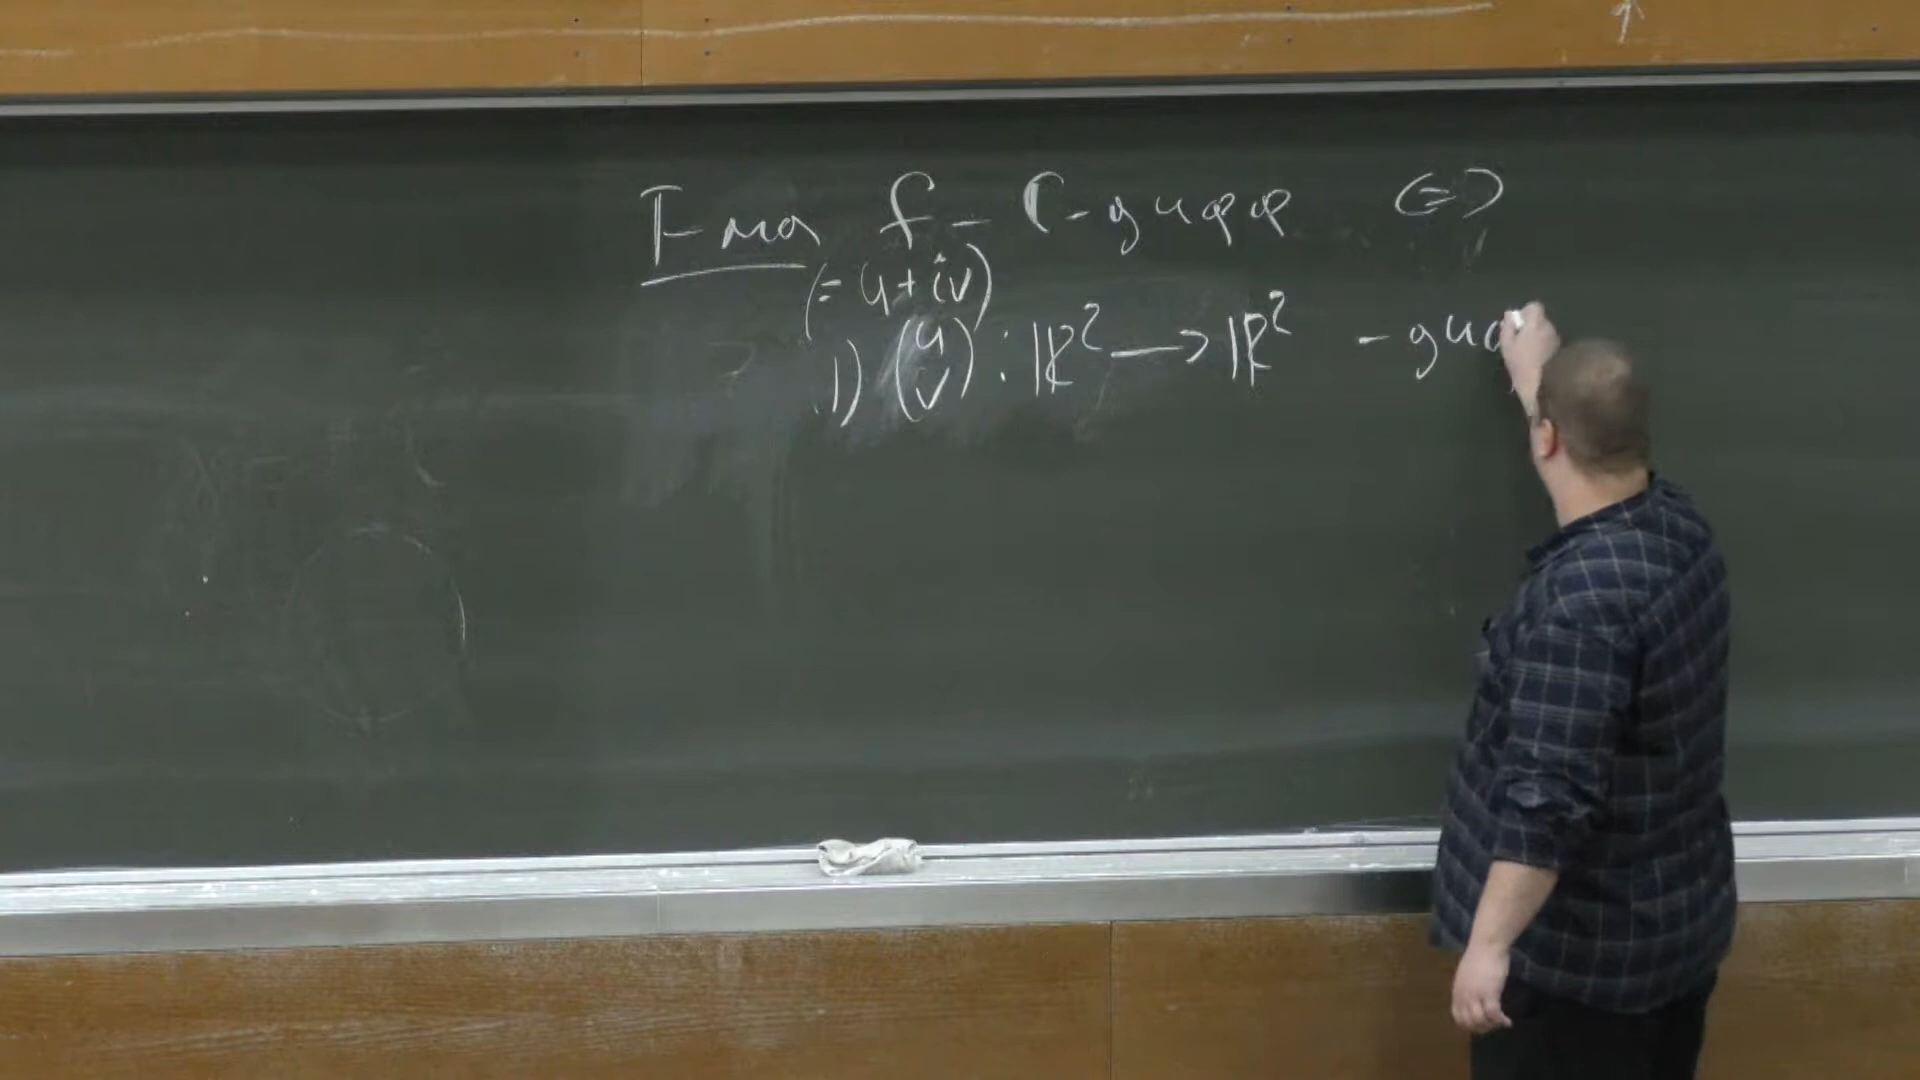 Т-ма f - ℂ-дифф <=>
(= u + iv)
1) (u v) : ℝ² → ℝ² - диф